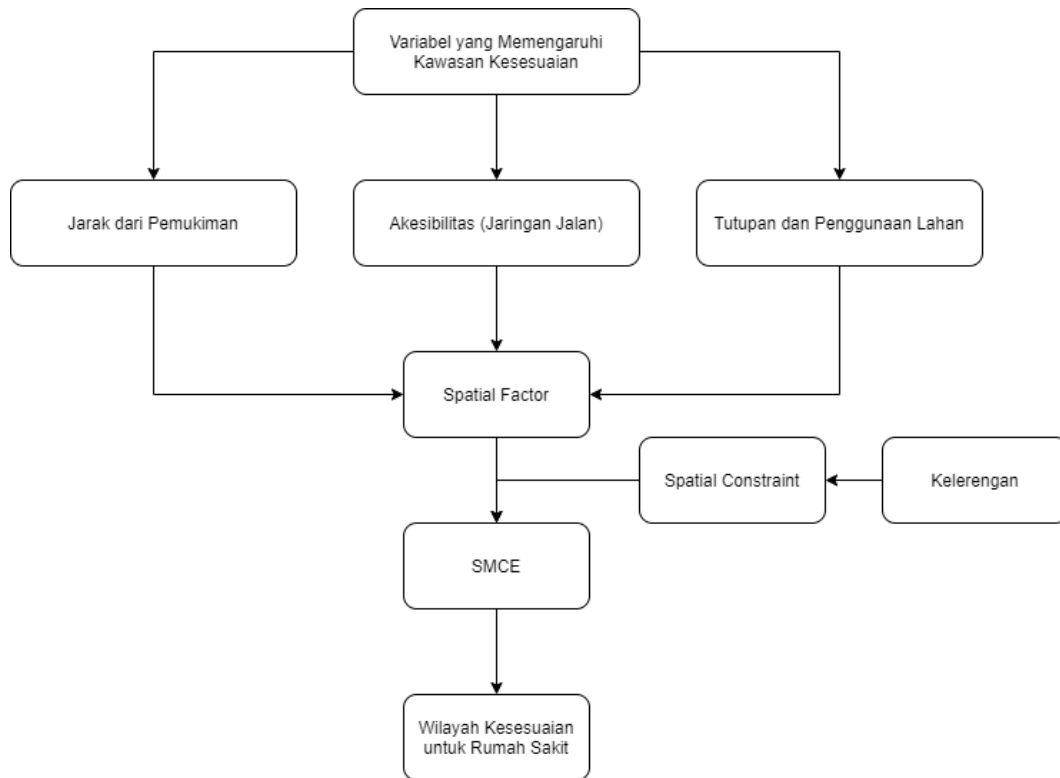 Variabel yang Memengaruhi
Kawasan Kesesuaian
Jarak dari Pemukiman
Akesibilitas (Jaringan Jalan)
Tutupan dan Penggunaan Lahan
Spatial Factor
Spatial Constraint
Kelerengan
SMCE
Wilayah Kesesuaian
untuk Rumah Sakit